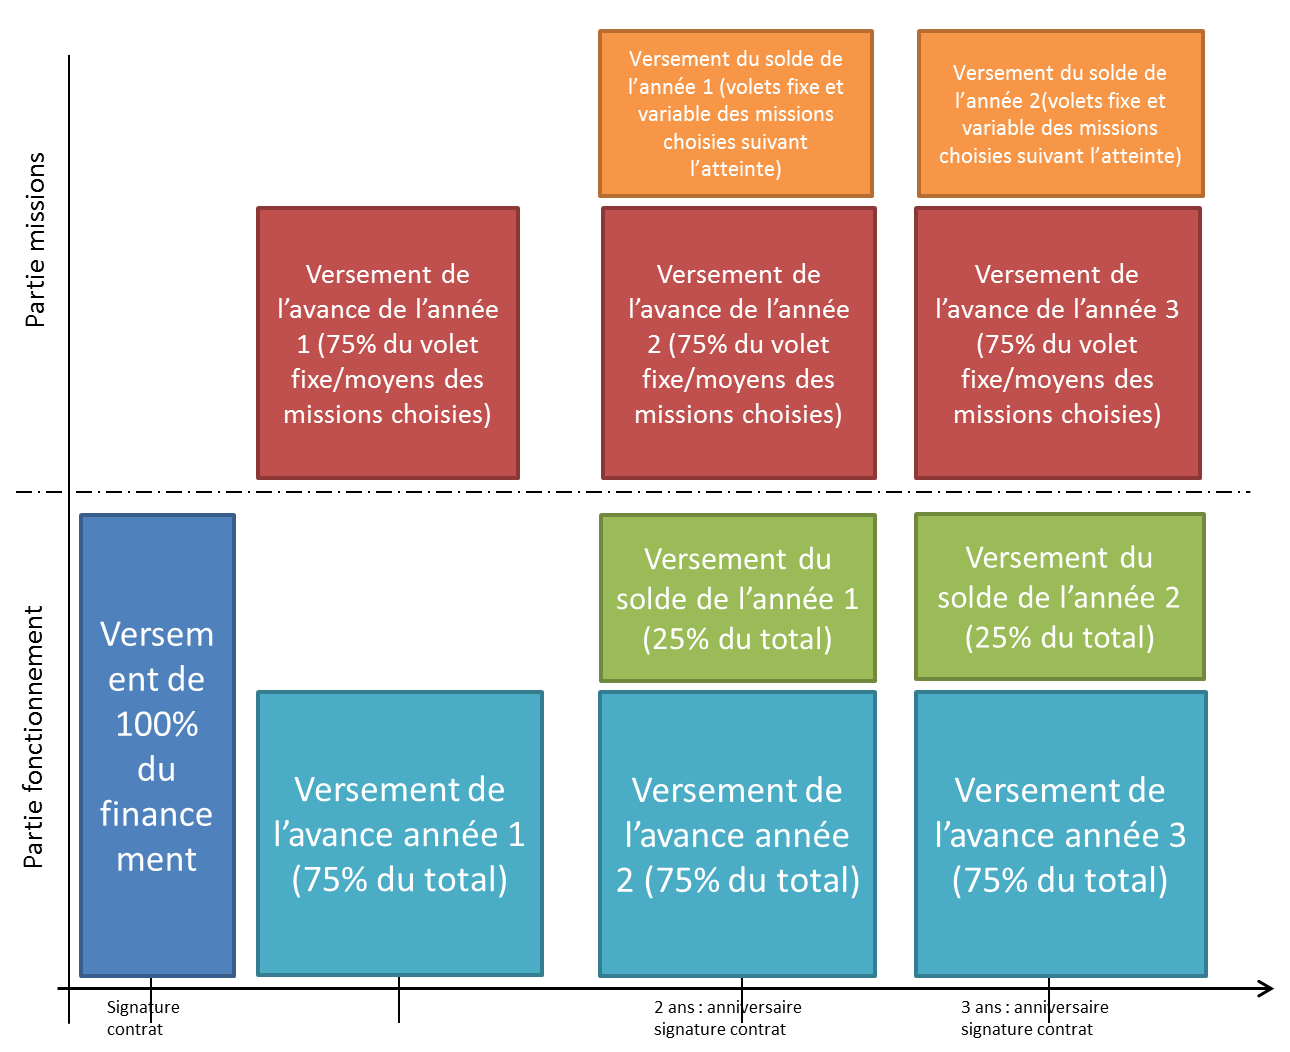 Partie missions
Versement du solde de
l’année 1 (volets fixe et
variable des missions
choisies suivant
l’atteinte)
Versement du solde de
l’année 2(volets fixe et
variable des missions
choisies suivant l’atteinte)
Versement de
l’avance de l’année
1 (75% du volet
fixe/moyens des
missions choisies)
Versement de
l’avance de l’année
2 (75% du volet
fixe/moyens des
missions choisies)
Versement de
l’avance de l’année 3
(75% du volet
fixe/moyens des
missions choisies)
Partie fonctionnement
Versem
ent de
100%
du
finance
ment
Versement de
l’avance année 1
(75% du total)
Versement du
solde de l’année 1
(25% du total)
Versement de
l’avance année
2 (75% du total)
Versement du
solde de l’année 2
(25% du total)
Versement de
l’avance année 3
(75% du total)
Signature
contrat
2 ans : anniversaire
signature contrat
3 ans : anniversaire
signature contrat